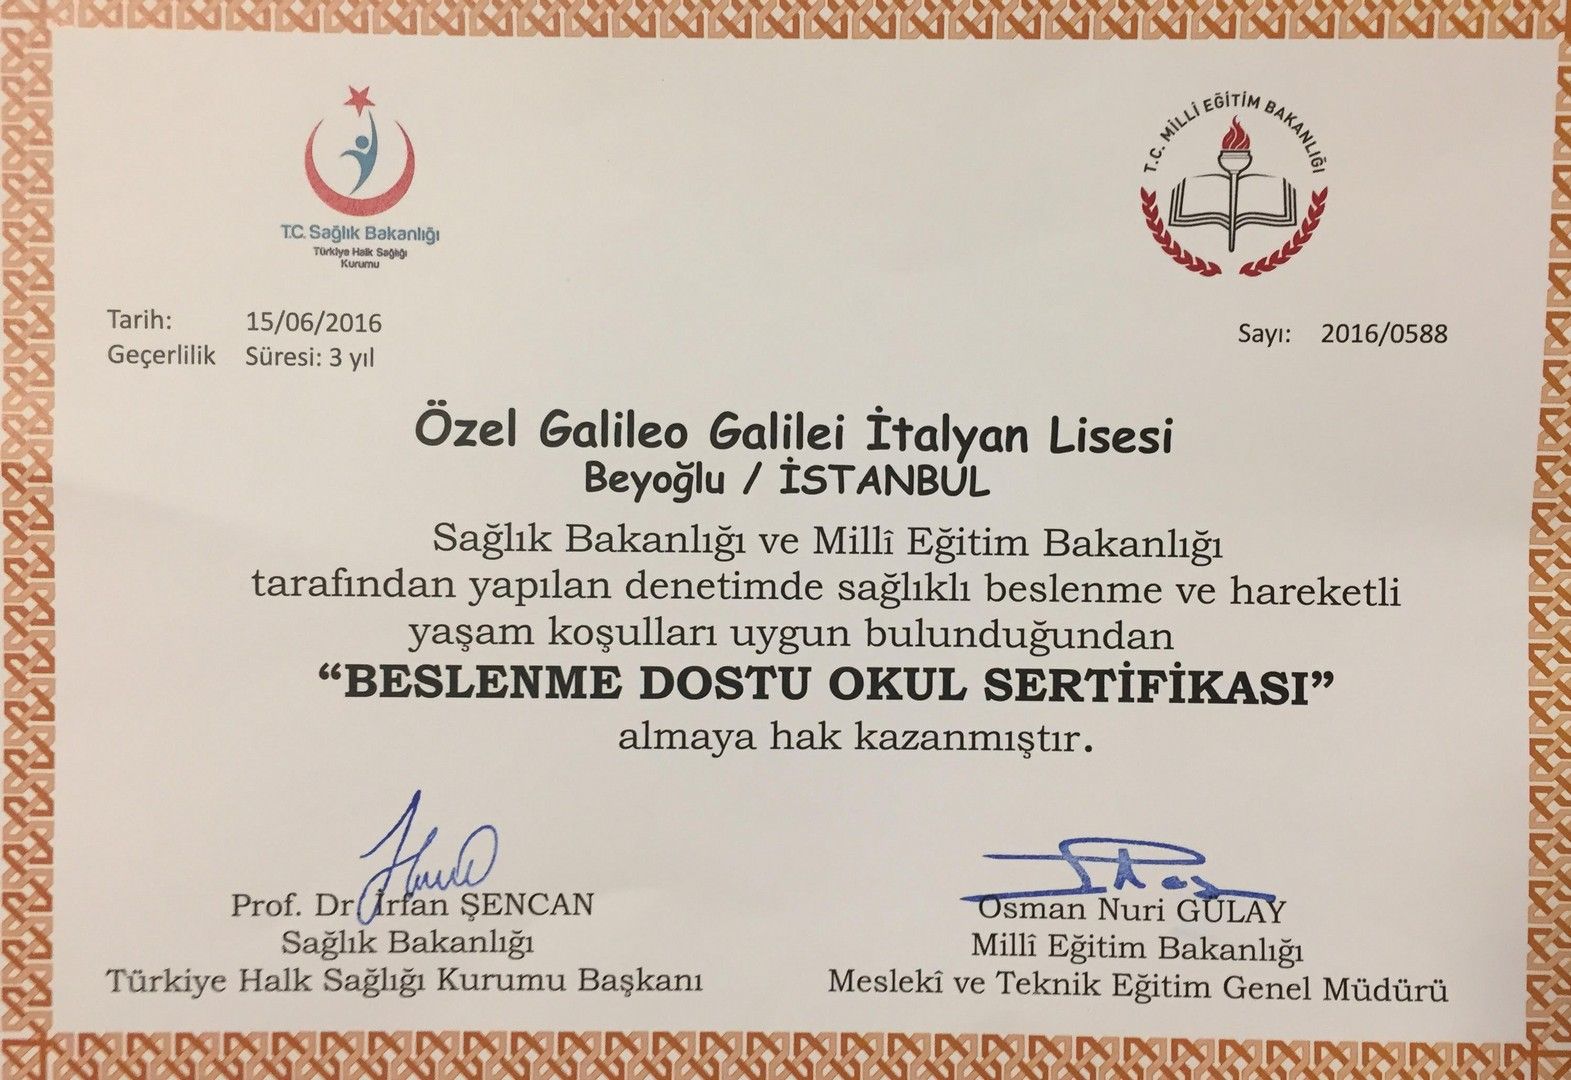 T.C. Sağlık Bakanlığı
Türkiye Halk Sağlığı
Kurumu
T.C. MİLLÎ EĞİTİM BAKANLIĞI
Tarih: 15/06/2016
Geçerlilik Süresi: 3 yıl
Sayı: 2016/0588
Özel Galileo Galilei İtalyan Lisesi
Beyoğlu / İSTANBUL
Sağlık Bakanlığı ve Millî Eğitim Bakanlığı
tarafından yapılan denetimde sağlıklı beslenme ve hareketli
yaşam koşulları uygun bulunduğundan
“BESLENME DOSTU OKUL SERTİFİKASI”
almaya hak kazanmıştır.
Prof. Dr İrfan ŞENCAN
Sağlık Bakanlığı
Türkiye Halk Sağlığı Kurumu Başkanı
Osman Nuri GÜLAY
Millî Eğitim Bakanlığı
Meslekî ve Teknik Eğitim Genel Müdürü